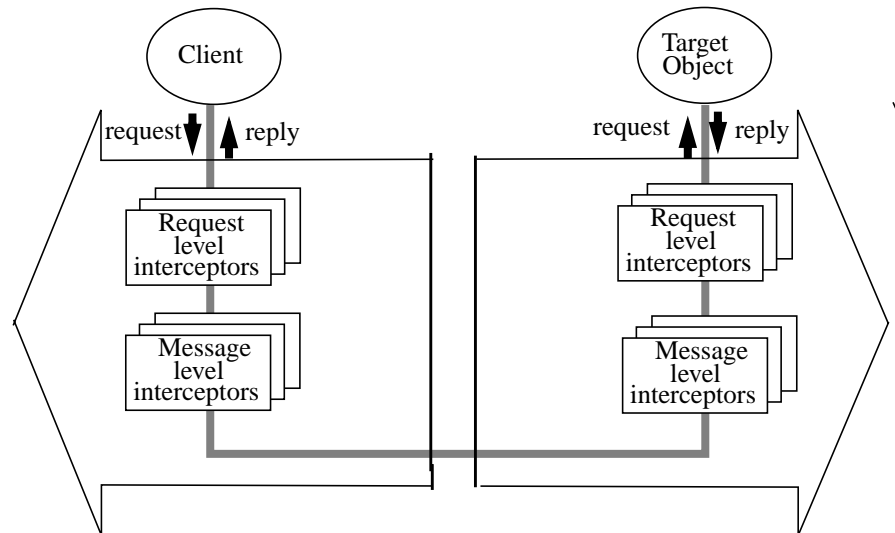 Client
Target
Object
request
reply
request
reply
Request
level
interceptors
Request
level
interceptors
Message
level
interceptors
Message
level
interceptors